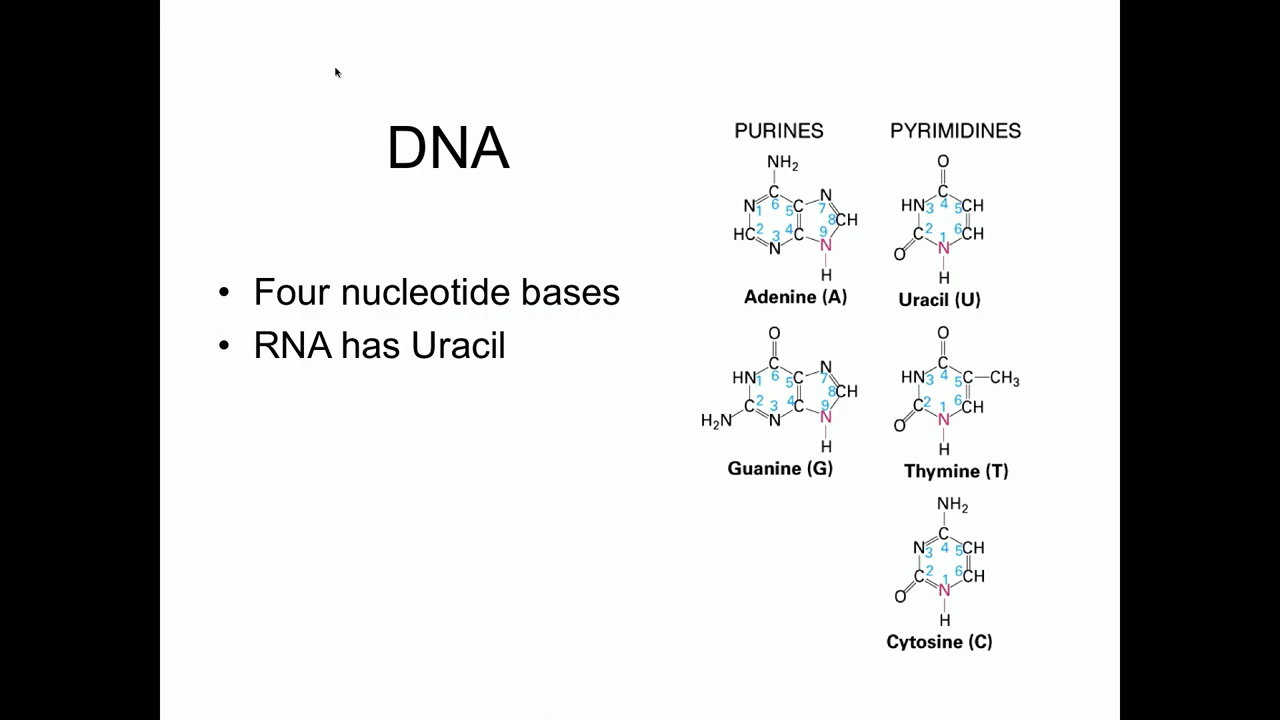 DNA
• Four nucleotide bases
• RNA has Uracil
PURINES
PYRIMIDINES
NH2
N 1 6 C 5 C N 7
HC 2 3 N 4 C 9 N 8 CH
H
Adenine (A)
O
HN 3 4 C 5 CH
O C 2 1 N 6 CH
H
Uracil (U)
O
HN 1 6 C 5 C N 7
H2N C 2 3 N 4 C 9 N 8 CH
H
Guanine (G)
O
HN 3 4 C 5 C CH3
O C 2 1 N 6 CH
H
Thymine (T)
NH2
N 3 4 C 5 CH
O C 2 1 N 6 CH
H
Cytosine (C)